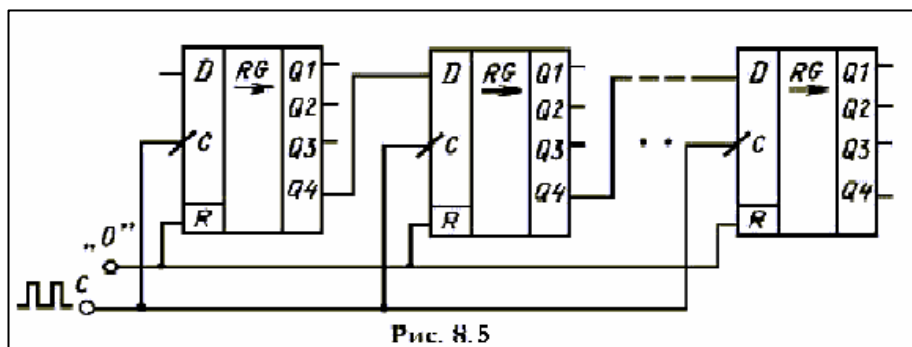 D RG Q1 D RG Q1 D RG Q1
Q2 Q2 Q2
C Q3 C Q3 C Q3
Q4 Q4 Q4
R R R
„0”
C
Рис. 8.5